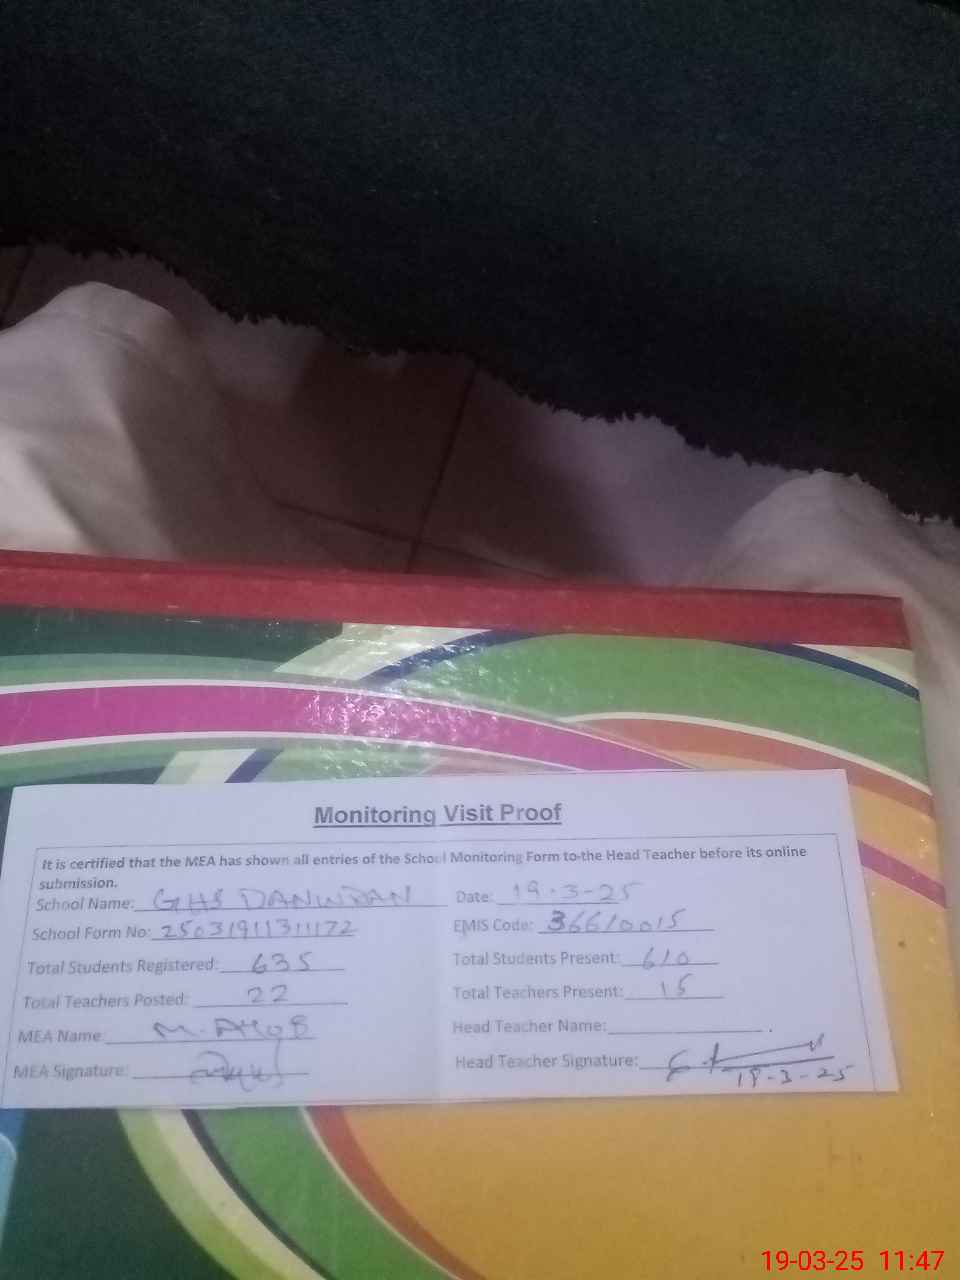 Monitoring Visit Proof
It is certified that the MEA has shown all entries of the School Monitoring Form to the Head Teacher before its online
submission.
School Name: GHS DANWRAN Date: 19-3-25
School Form No: 25031911311172 EMIS Code: 36610015
Total Students Registered: 635 Total Students Present: 610
Total Teachers Posted: 22 Total Teachers Present: 15
MEA Name: Head Teacher Name:
MEA Signature: Head Teacher Signature:
19-3-25
19-03-25 11:47